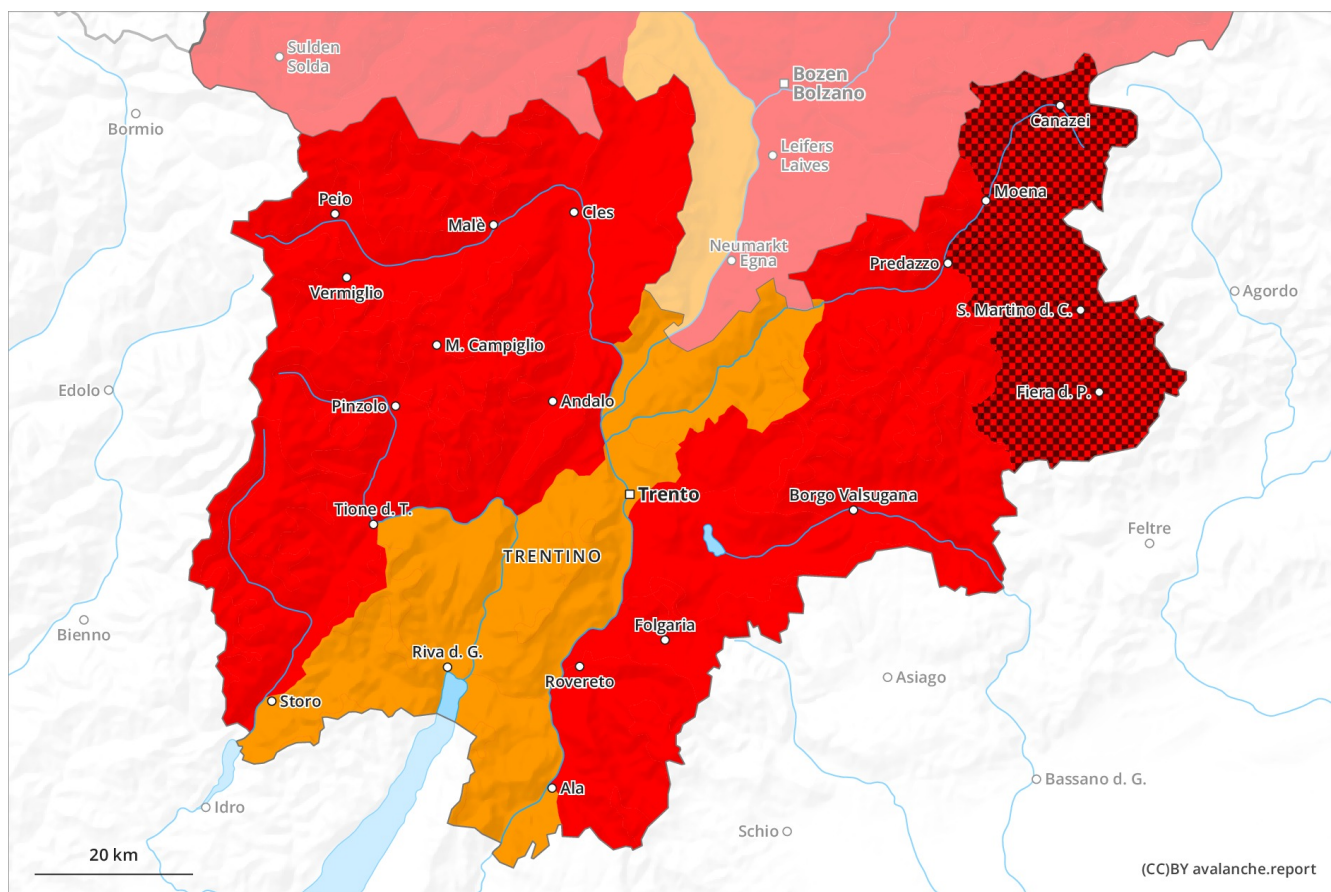 Sulden
Solda
Bozen
Bolzano
Bormio
Canazei
Leifers
Laives
Peio
Moena
Malè
Cles
Neumarkt
Egna
Predazzo
Vermiglio
Agordo
S. Martino d. C.
M. Campiglio
Edolo
Fiera d. P.
Andalo
Pinzolo
Trento
Borgo Valsugana
Tione d. T.
Feltre
TRENTINO
Bienno
Folgaria
Riva d. G.
Asiago
Rovereto
Storo
Bassano d. G.
Ala
Idro
Schio
20 km
(CC)BY avalanche.report